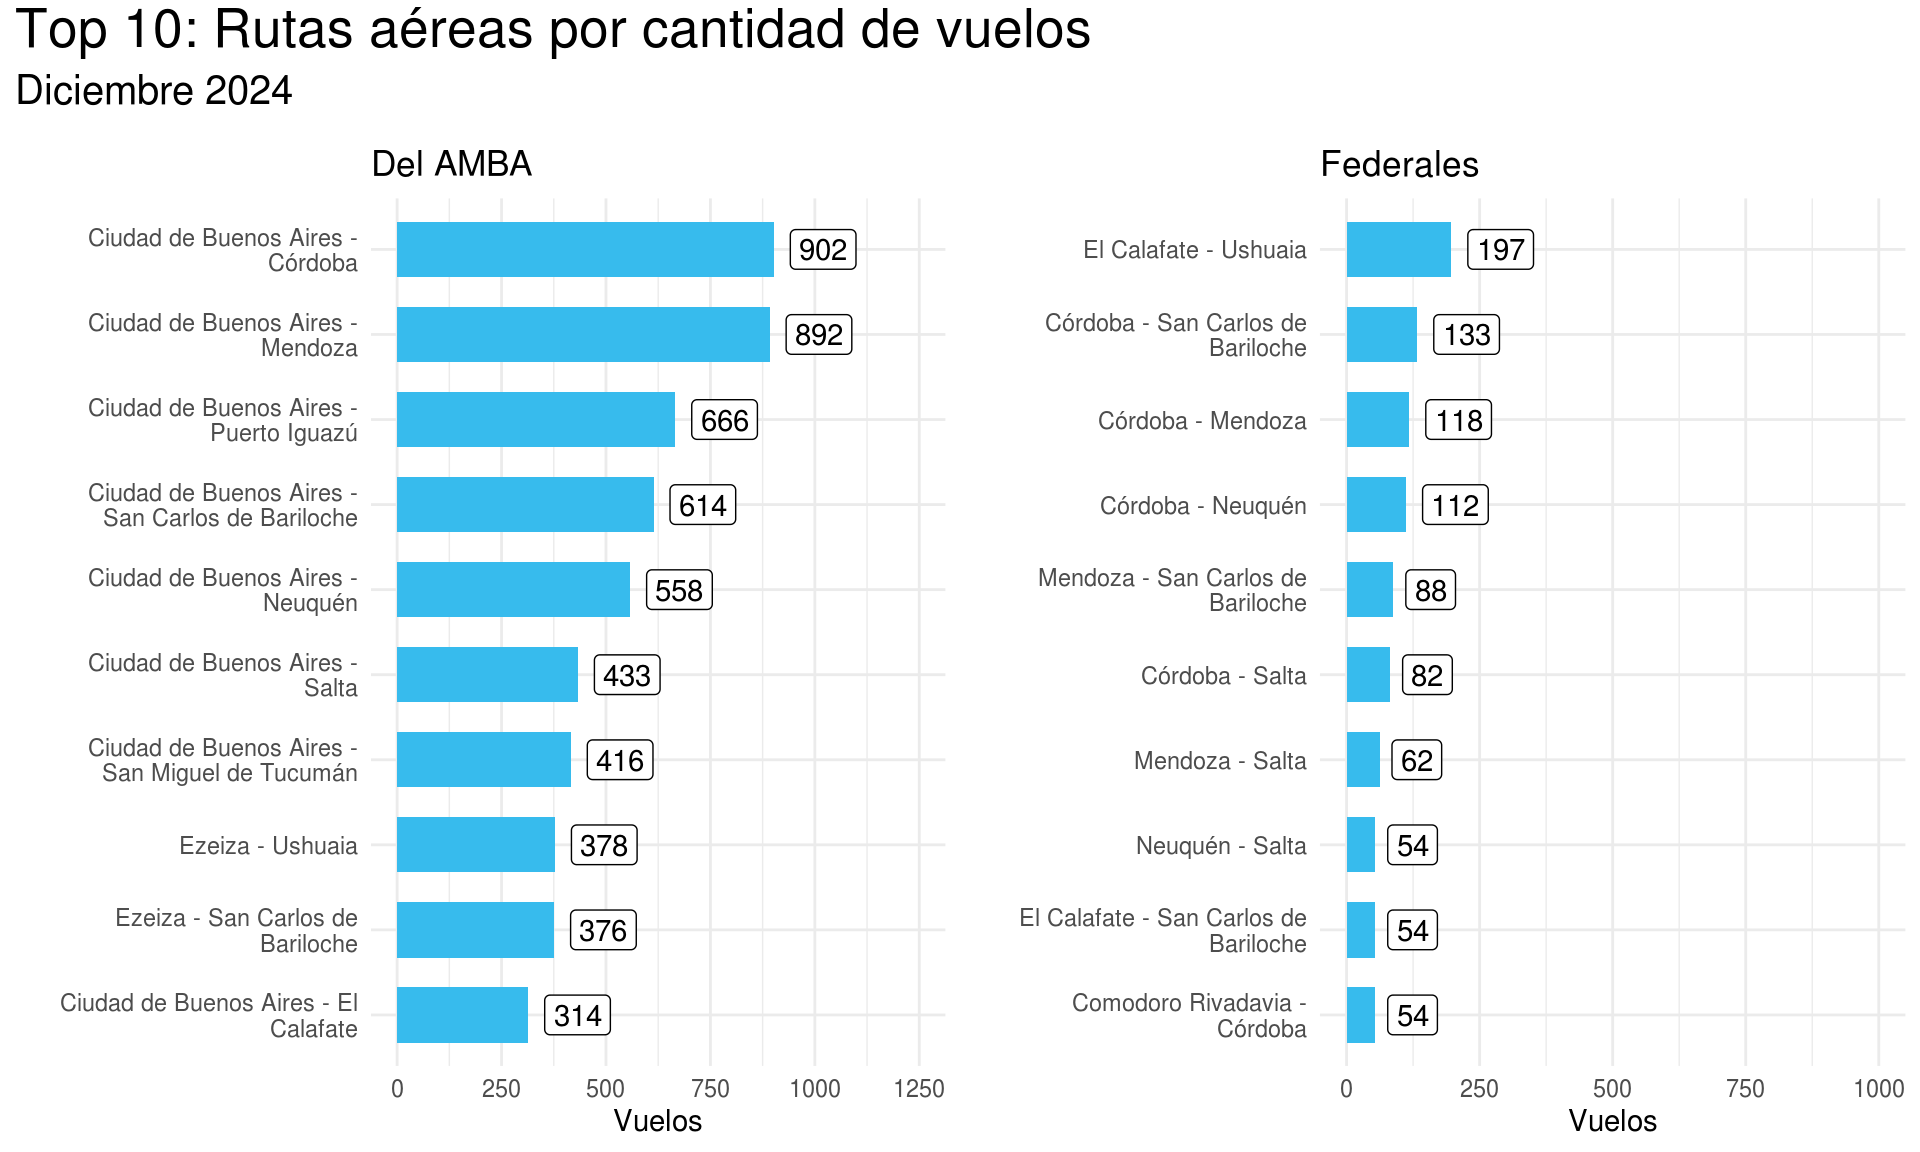 Top 10: Rutas aéreas por cantidad de vuelos
Diciembre 2024
Del AMBA
Ciudad de Buenos Aires -
Córdoba
902
Ciudad de Buenos Aires -
Mendoza
892
Ciudad de Buenos Aires -
Puerto Iguazú
666
Ciudad de Buenos Aires -
San Carlos de Bariloche
614
Ciudad de Buenos Aires -
Neuquén
558
Ciudad de Buenos Aires -
Salta
433
Ciudad de Buenos Aires -
San Miguel de Tucumán
416
Ezeiza - Ushuaia
378
Ezeiza - San Carlos de
Bariloche
376
Ciudad de Buenos Aires - El
Calafate
314
0 250 500 750 1000 1250
Vuelos
Federales
El Calafate - Ushuaia
197
Córdoba - San Carlos de
Bariloche
133
Córdoba - Mendoza
118
Córdoba - Neuquén
112
Mendoza - San Carlos de
Bariloche
88
Córdoba - Salta
82
Mendoza - Salta
62
Neuquén - Salta
54
El Calafate - San Carlos de
Bariloche
54
Comodoro Rivadavia -
Córdoba
54
0 250 500 750 1000
Vuelos